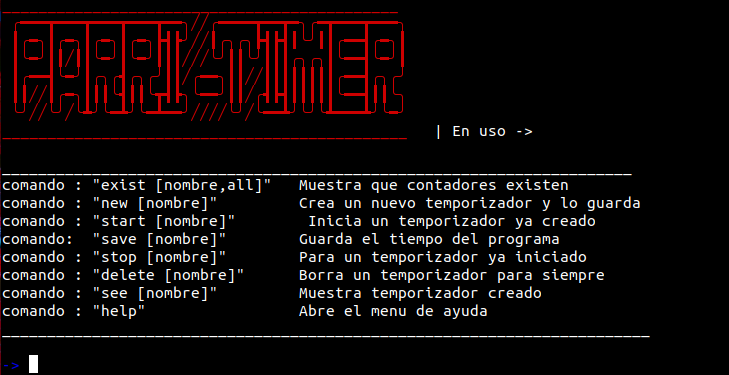 | En uso ->
comando : "exist [nombre,all]" Muestra que contadores existen
comando : "new [nombre]" Crea un nuevo temporizador y lo guarda
comando : "start [nombre]" Inicia un temporizador ya creado
comando: "save [nombre]" Guarda el tiempo del programa
comando : "stop [nombre]" Para un temporizador ya iniciado
comando : "delete [nombre]" Borra un temporizador para siempre
comando : "see [nombre]" Muestra temporizador creado
comando : "help" Abre el menu de ayuda
->